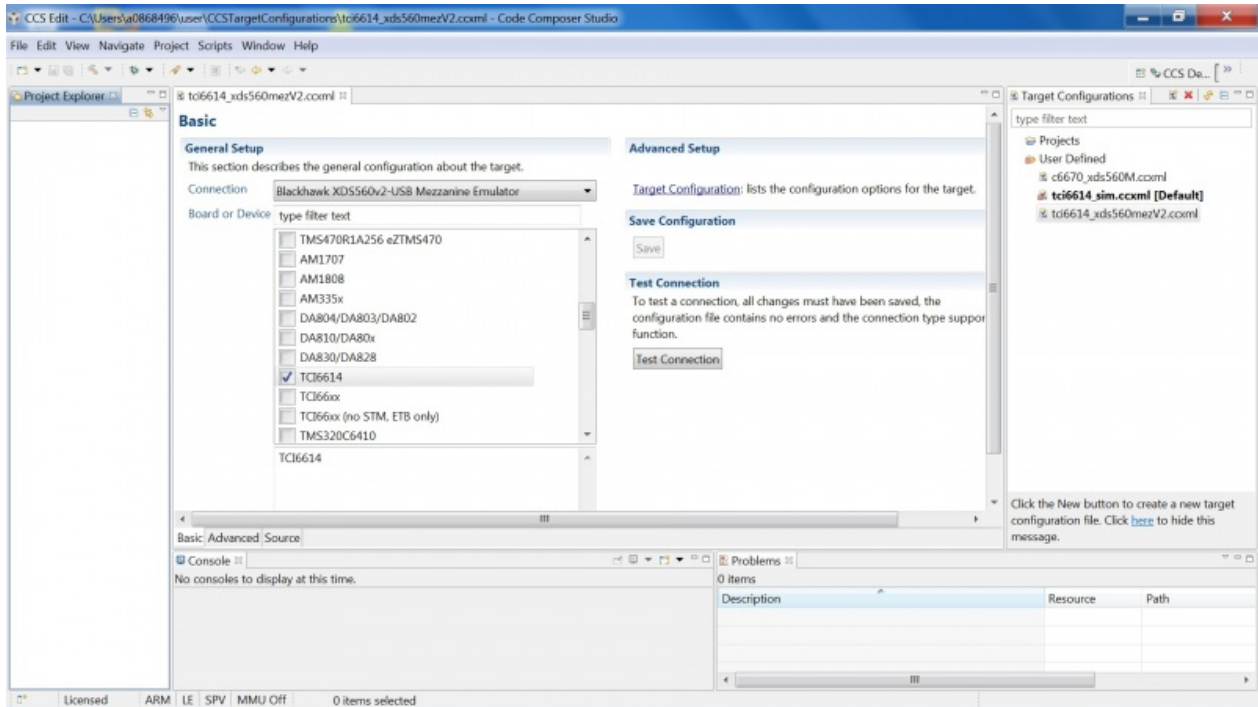 CCS Edit - C:\Users\a0868496\user\CCSTargetConfigurations\tci6614_xds560mezV2.ccxml - Code Composer Studio
File Edit View Navigate Project Scripts Window Help
CCS De...
Project Explorer
tci6614_xds560mezV2.ccxml
Basic
General Setup
This section describes the general configuration about the target.
Connection
Blackhawk XDS560v2-USB Mezzanine Emulator
Board or Device
type filter text
TMS470R1A256 eZTMS470
AM1707
AM1808
AM335x
DA804/DA803/DA802
DA810/DA80x
DA830/DA828
TCI6614
TCI66xx
TCI66xx (no STM, ETB only)
TMS320C6410
TCI6614
Advanced Setup
Target Configuration: lists the configuration options for the target.
Save Configuration
Save
Test Connection
To test a connection, all changes must have been saved, the
configuration file contains no errors and the connection type suppor
function.
Test Connection
Basic Advanced Source
Target Configurations
type filter text
Projects
User Defined
c6670_xds560M.ccxml
tci6614_sim.ccxml [Default]
tci6614_xds560mezV2.ccxml
Click the New button to create a new target
configuration file. Click here to hide this
message.
Console
No consoles to display at this time.
Problems
0 items
Description Resource Path
Licensed ARM LE SPV MMU Off 0 items selected